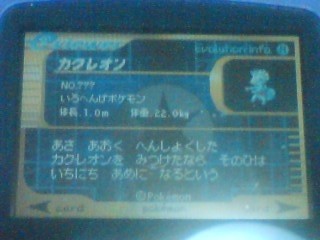 Evolution info. R
カクレオン
NO.???
いろへんげポケモン
体長.1.0m 体重.22.0kg
あさ あおく へんしょくした
カクレオンを みつけたなら そのひは
いちにち あめに なるという
©Pokémon
card